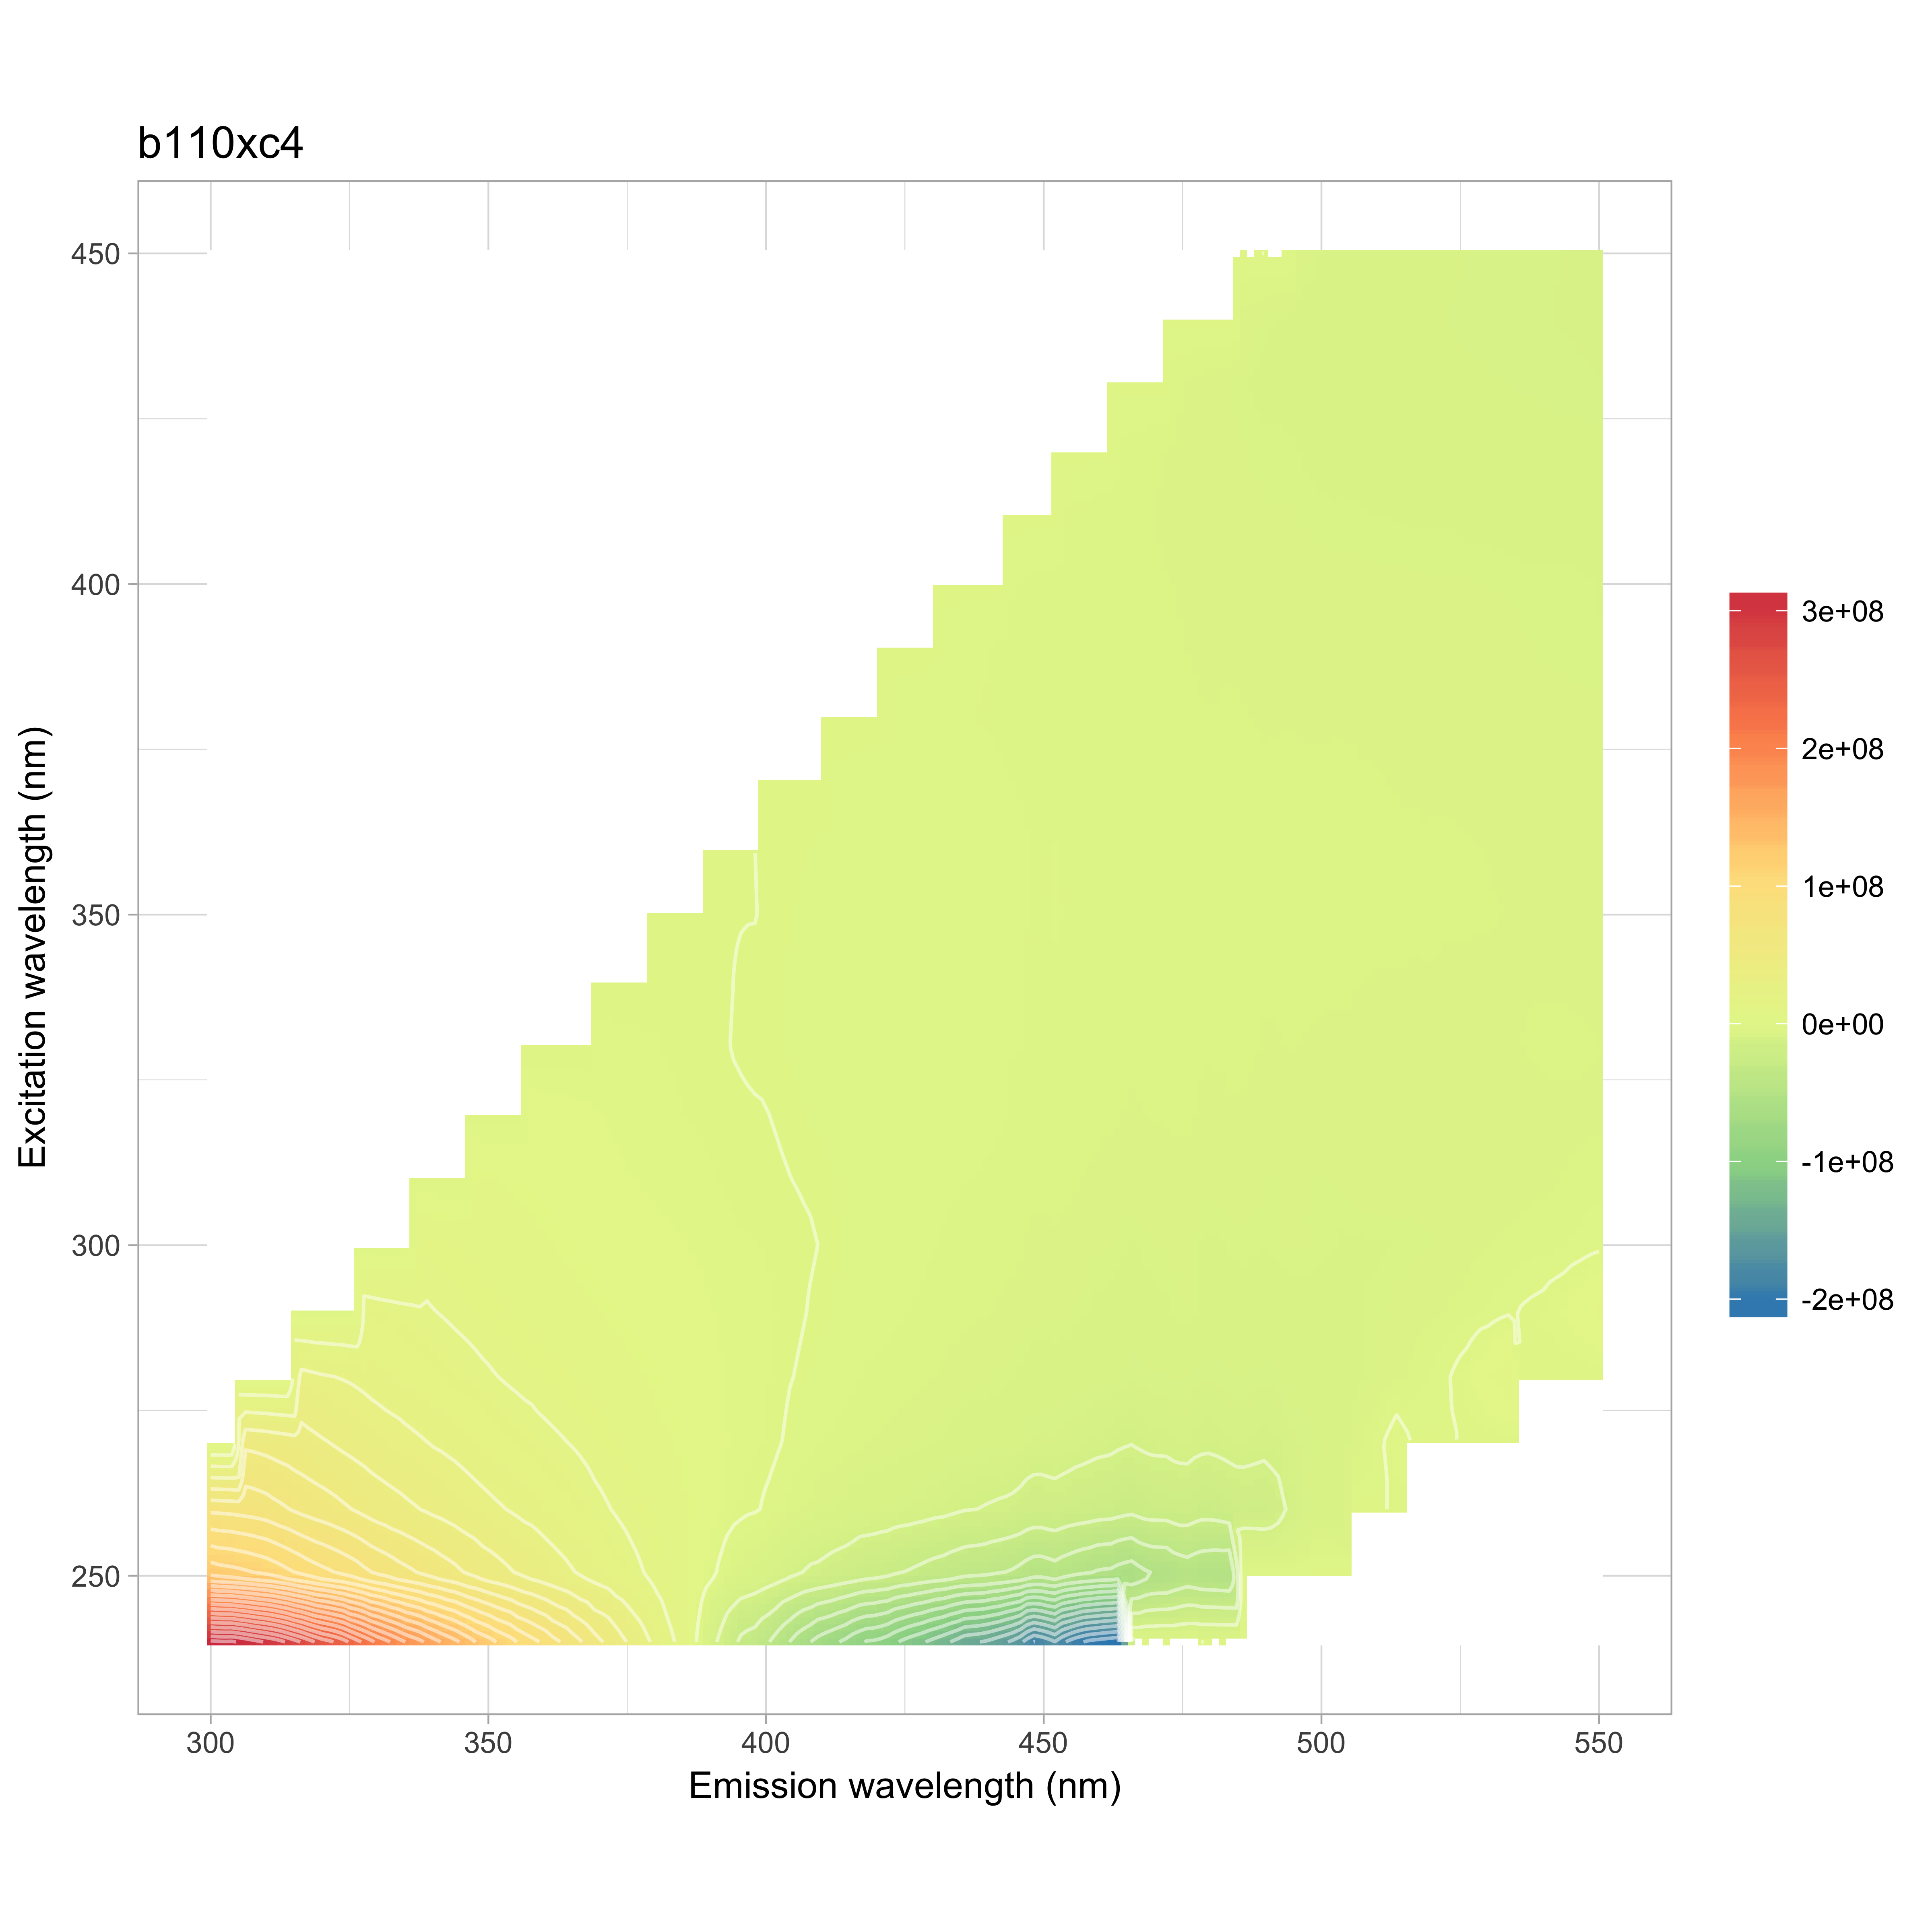 b110xc4
450
400
350
300
250
Excitation wavelength (nm)
300
350
400
450
500
550
Emission wavelength (nm)
3e+08
2e+08
1e+08
0e+00
-1e+08
-2e+08